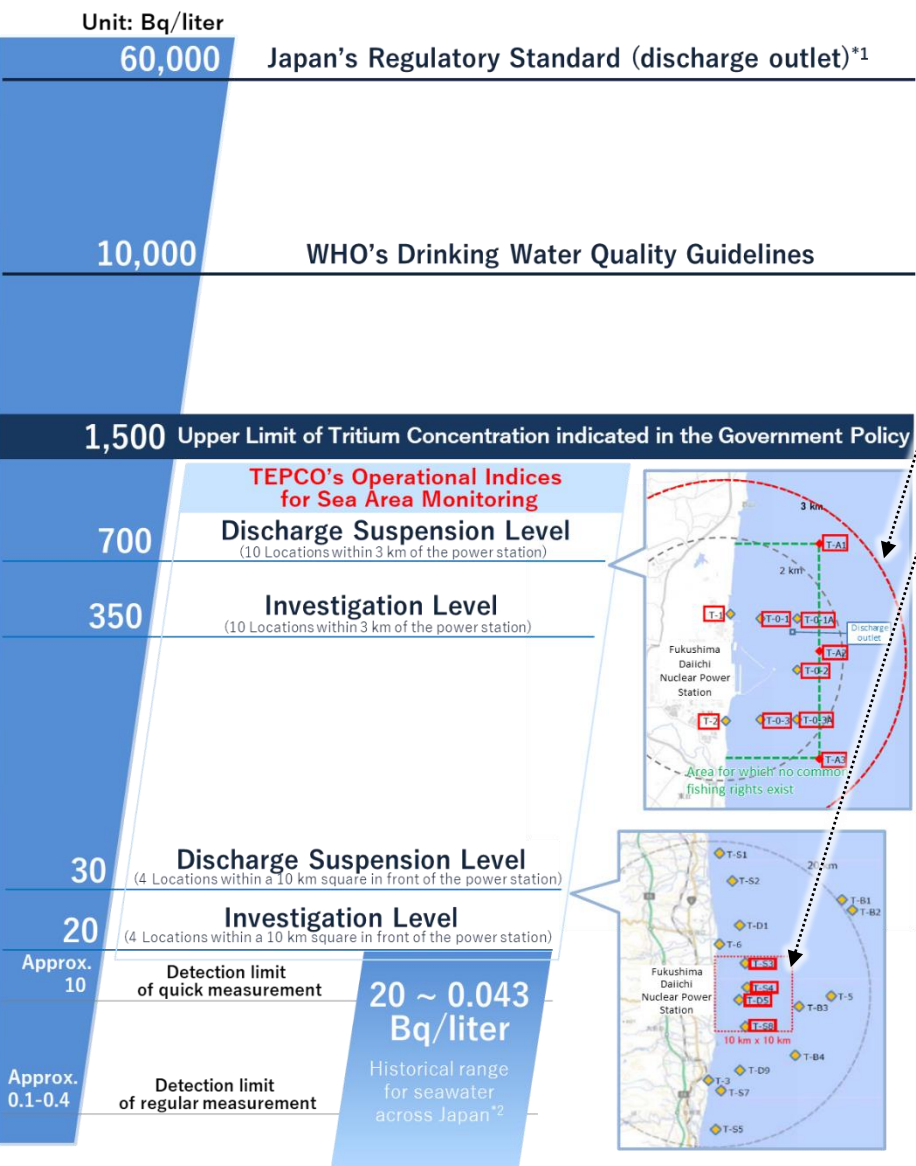 Unit: Bq/liter
60,000 Japan's Regulatory Standard (discharge outlet)*1
10,000 WHO's Drinking Water Quality Guidelines
1,500 Upper Limit of Tritium Concentration indicated in the Government Policy
TEPCO's Operational Indices
for Sea Area Monitoring
700 Discharge Suspension Level
(10 Locations within 3 km of the power station)
350 Investigation Level
(10 Locations within 3 km of the power station)
3 km
T-A1
2 km
T-1
T-0-1
T-0-1A
Discharge
outlet
Fukushima
Daiichi
Nuclear Power
Station
T-A2
T-0-2
T-2
T-0-3
T-0-3A
T-A3
Area for which no common
fishing rights exist
30 Discharge Suspension Level
(4 Locations within a 10 km square in front of the power station)
20 Investigation Level
(4 Locations within a 10 km square in front of the power station)
Approx.
10
Detection limit
of quick measurement
20 ~ 0.043
Bq/liter
Historical range
for seawater
across Japan*2
Approx.
0.1-0.4
Detection limit
of regular measurement
T-S1
20 km
T-S2
T-B1
T-B2
T-D1
T-6
T-S3
Fukushima
Daiichi
Nuclear Power
Station
T-S4
T-D5
T-5
T-B3
T-S8
10 km x 10 km
T-B4
T-D9
T-3
T-S7
T-S5